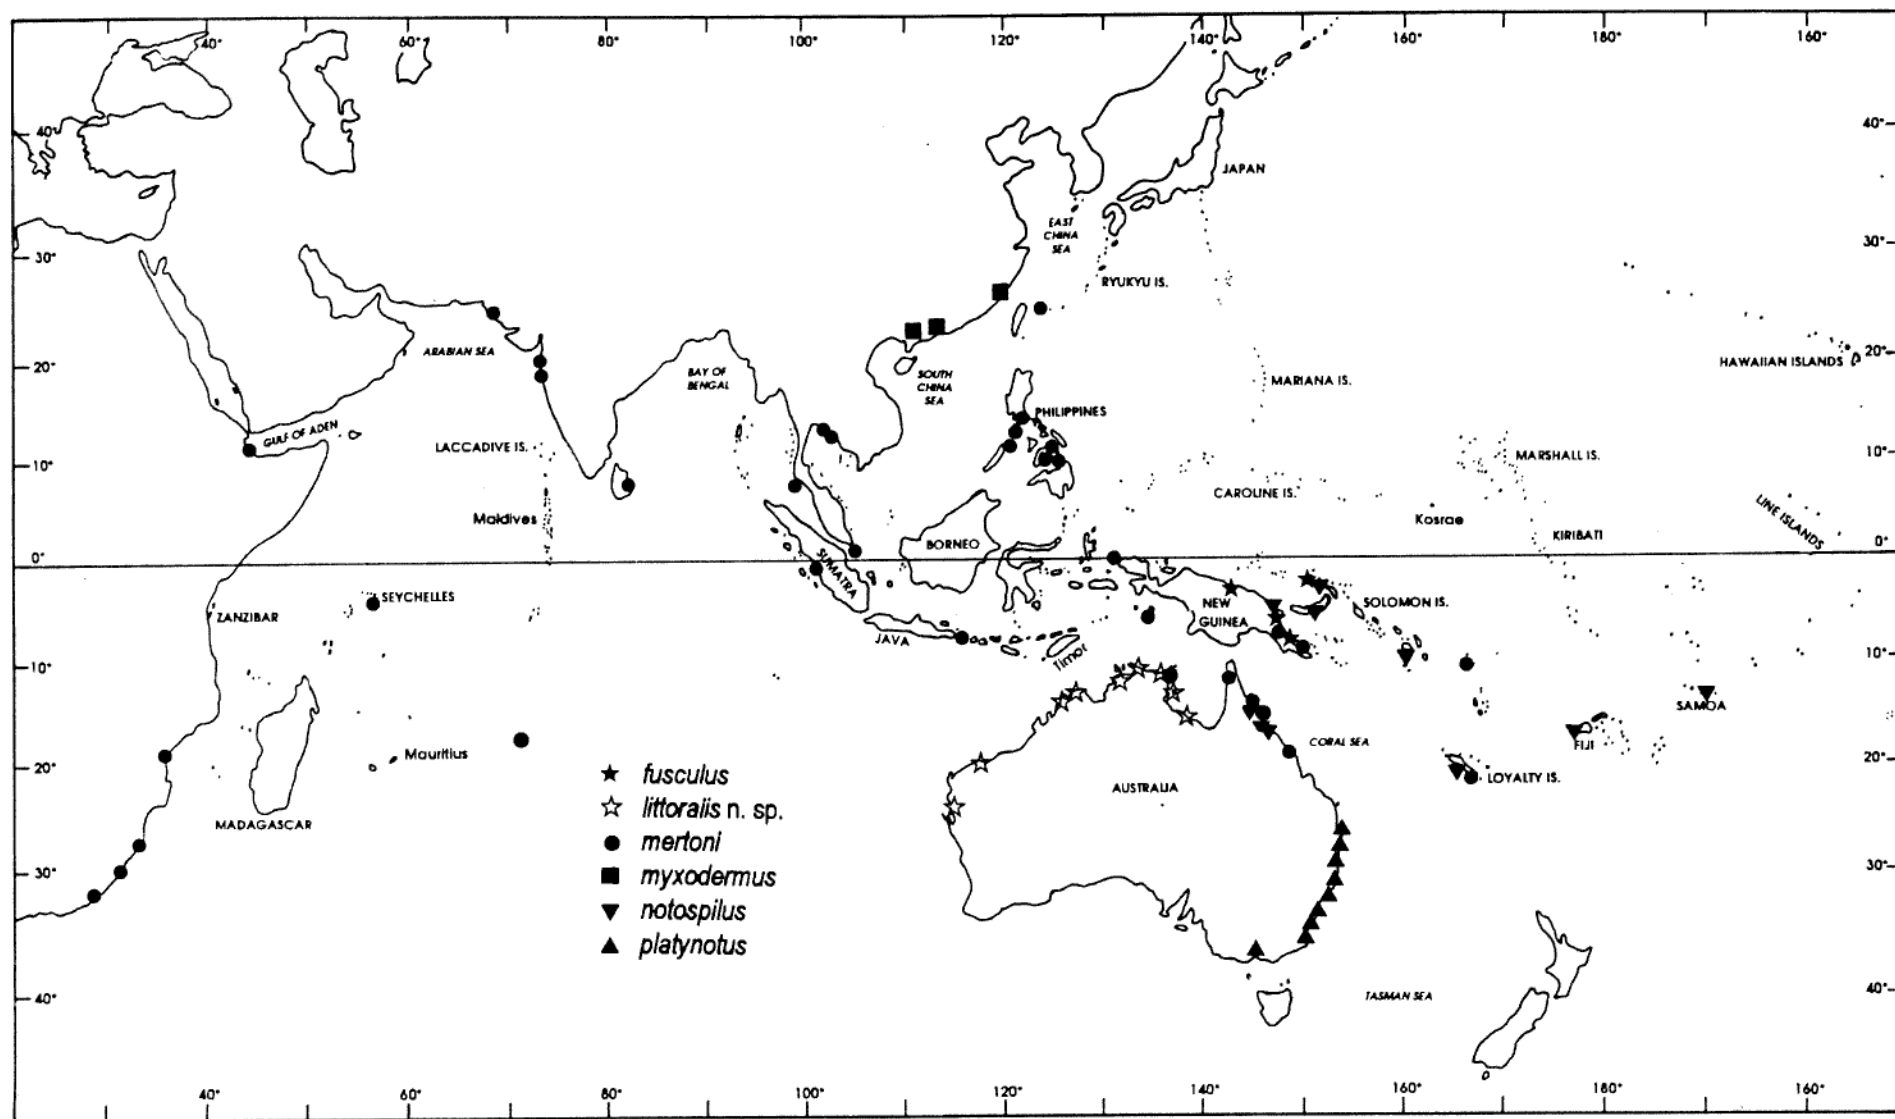 40° 60° 80° 100° 120° 140° 160° 180° 160°
40° 40°
JAPAN
EAST
CHINA
SEA
30° 30°
RYUKYU IS.
ARABIAN SEA
20° 20°
BAY OF
BENGAL
SOUTH
CHINA
SEA
MARIANA IS.
HAWAIIAN ISLANDS
PHILIPPINES
GULF OF ADEN
LACCADIVE IS.
10° 10°
MARSHALL IS.
CAROLINE IS.
Maldives
Kosrae
LINE ISLANDS
KIRIBATI
BORNEO
0° 0°
SUMATRA
SEYCHELLES
ZANZIBAR
NEW
GUINEA
SOLOMON IS.
JAVA
Timor
10° 10°
SAMOA
Mauritius
CORAL SEA
FIJI
20° 20°
LOYALTY IS.
AUSTRALIA
MADAGASCAR
fusculus
littoralis n. sp.
mertoni
myxodermus
notospilus
platynotus
30° 30°
40° 40°
TASMAN SEA
40° 60° 80° 100° 120° 140° 160° 180° 160°